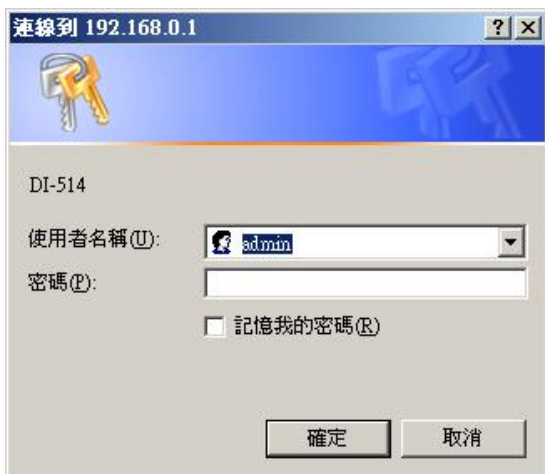 連線到 192.168.0.1
DI-514
使用者名稱(U):
admin
密碼(P):
記憶我的密碼(R)
確定
取消